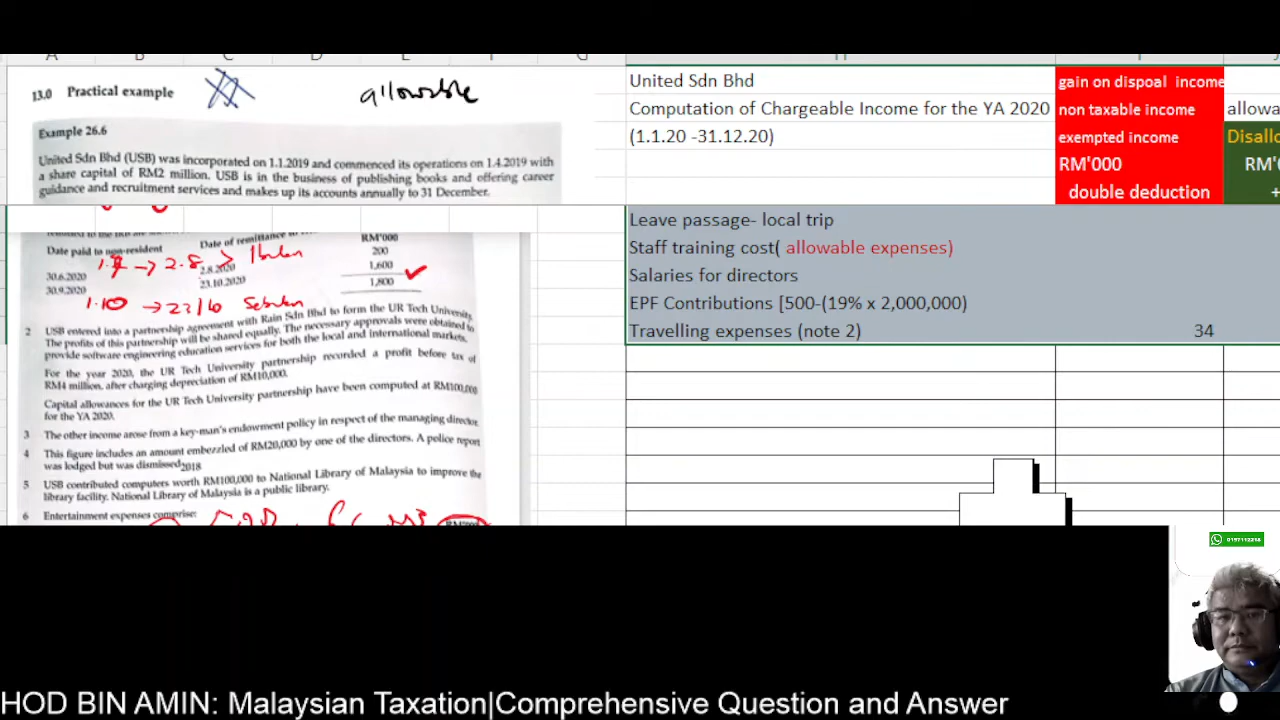 13.0 Practical example
allowable
Example 26.6
United Sdn Bhd (USB) was incorporated on 1.1.2019 and commenced its operations on 1.4.2019 with
a share capital of RM2 million. USB is in the business of publishing books and offering career
guidance and recruitment services and makes up its accounts annually to 31 December.
Date paid to non-resident Date of remittance to RM'000
30.6.2020 2.8.2020 200
30.9.2020 23.10.2020 1,600
1,800
2 USB entered into a partnership agreement with Rain Sdn Bhd to form the UR Tech University.
The profits of this partnership will be shared equally. The necessary approvals were obtained to
provide software engineering education services for both the local and international markets.
For the year 2020, the UR Tech University partnership recorded a profit before tax of
RM4 million, after charging depreciation of RM10,000.
Capital allowances for the UR Tech University partnership have been computed at RM100,000
for the YA 2020.
3 The other income arose from a key-man's endowment policy in respect of the managing director.
4 This figure includes an amount embezzled of RM20,000 by one of the directors. A police report
was lodged but was dismissed 2018
5 USB contributed computers worth RM100,000 to National Library of Malaysia to improve the
library facility. National Library of Malaysia is a public library.
6 Entertainment expenses comprise:
United Sdn Bhd
Computation of Chargeable Income for the YA 2020
(1.1.20 -31.12.20)
gain on dispoal income
non taxable income
exempted income
RM'000
double deduction
allowa
Disallo
RM'
+
Leave passage- local trip
Staff training cost( allowable expenses)
Salaries for directors
EPF Contributions [500-(19% x 2,000,000)
Travelling expenses (note 2) 34
0197112214
HOD BIN AMIN: Malaysian Taxation|Comprehensive Question and Answer